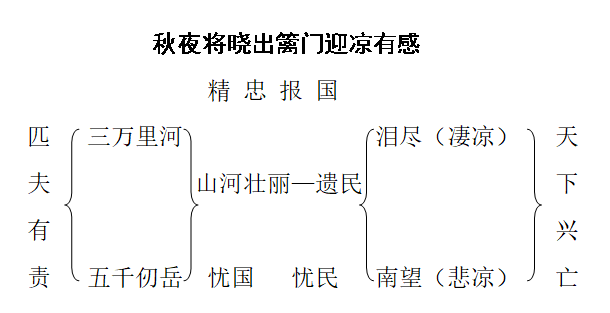 秋夜将晓出篱门迎凉有感
精 忠 报 国
匹 三万里河 泪尽（凄凉） 天
夫 山河壮丽—遗民 下
有 兴
责 五千仞岳 忧国 忧民 南望（悲凉） 亡